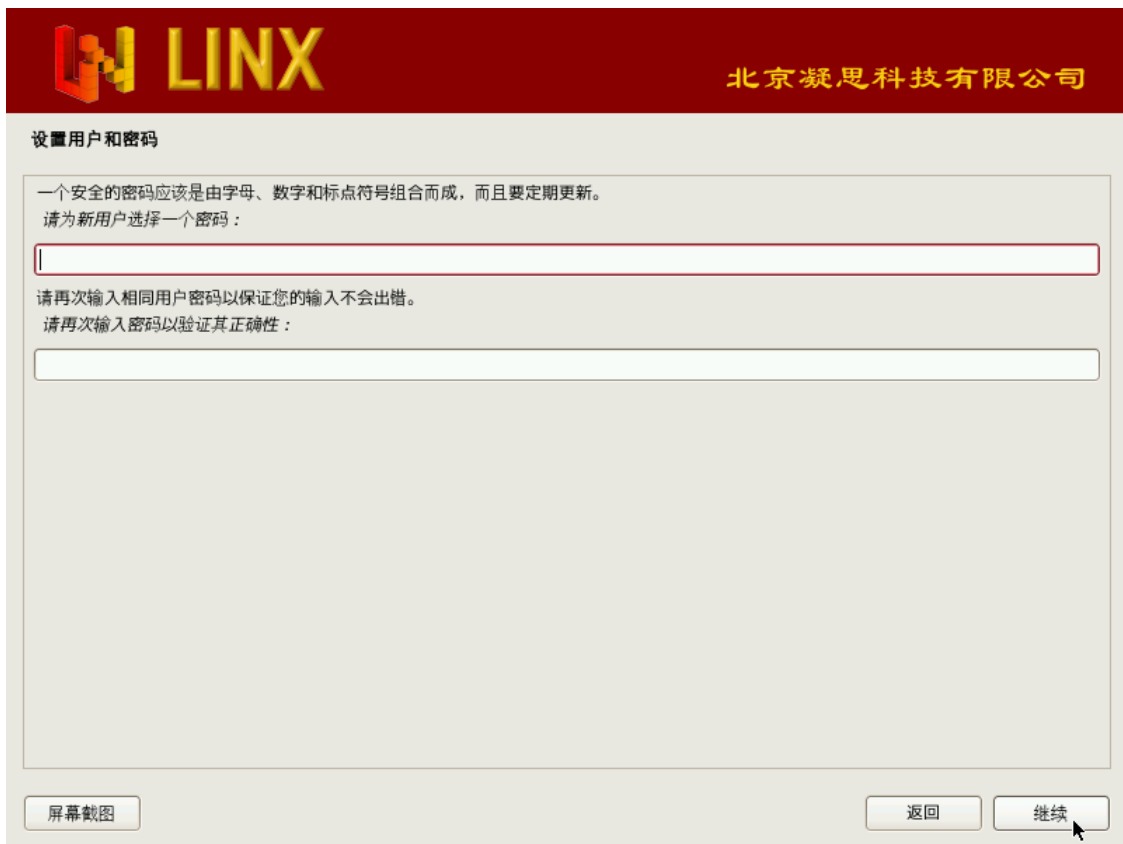 LINX
北京凝思科技有限公司
设置用户和密码
一个安全的密码应该是由字母、数字和标点符号组合而成，而且要定期更新。
请为新用户选择一个密码：
请再次输入相同用户密码以保证您的输入不会出错。
请再次输入密码以验证其正确性：
屏幕截图
返回
继续